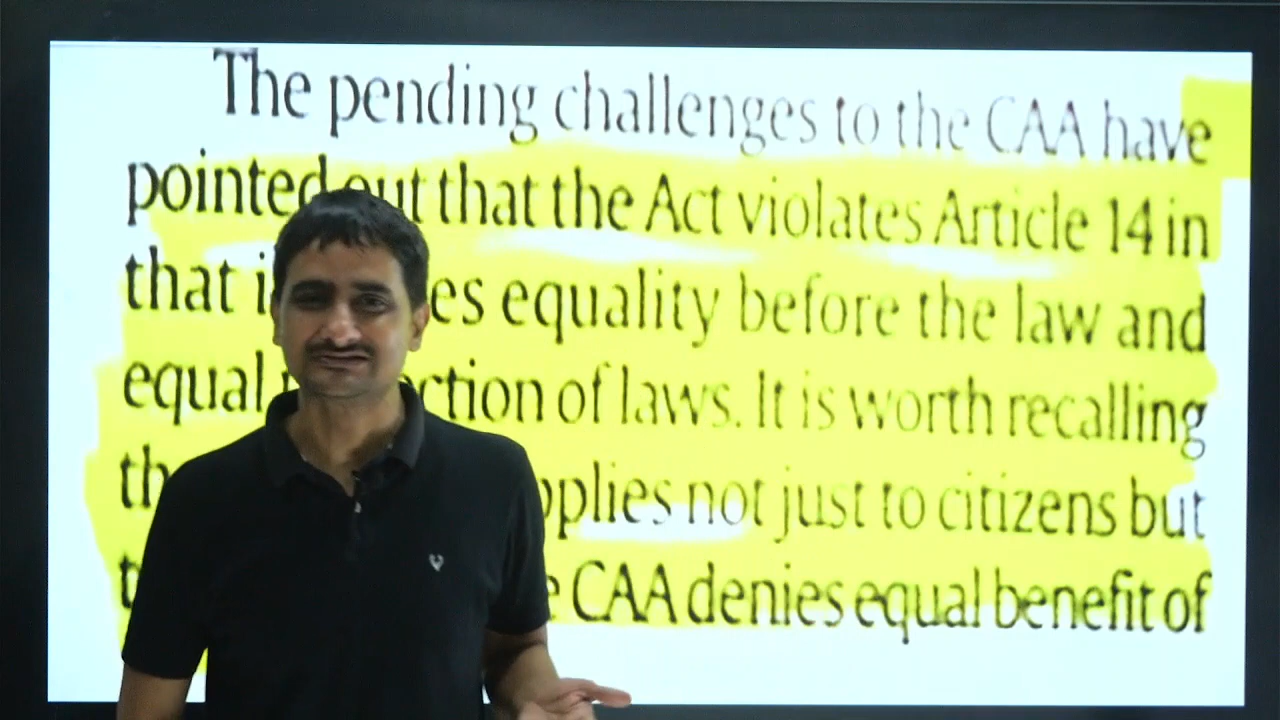 The pending challenges to the CAA have
pointed out that the Act violates Article 14 in
that es equality before the law and
equal ction of laws. It is worth recalling
th pplies not just to citizens but
t e CAA denies equal benefit of